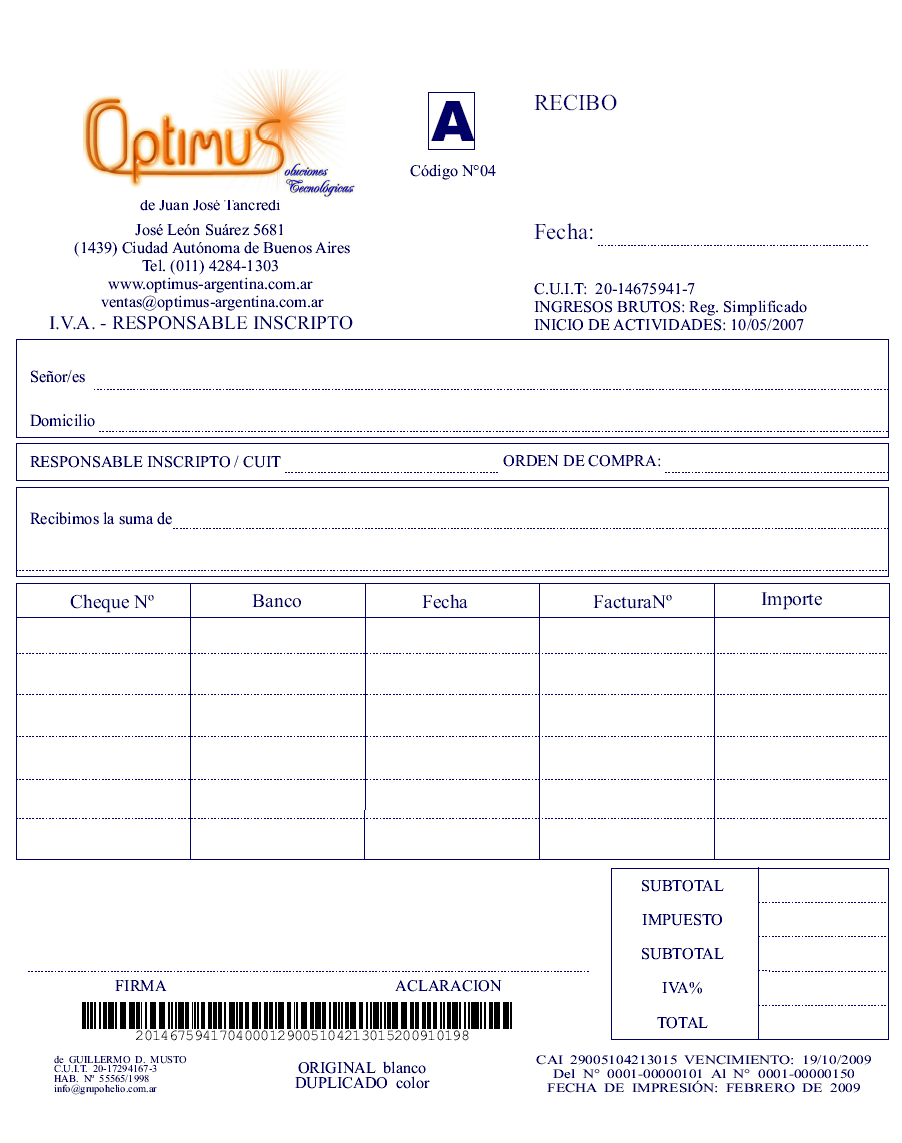 Optimus
oluciones
Tecnológicas
de Juan José Tancredi
José León Suárez 5681
(1439) Ciudad Autónoma de Buenos Aires
Tel. (011) 4284-1303
www.optimus-argentina.com.ar
ventas@optimus-argentina.com.ar
I.V.A. - RESPONSABLE INSCRIPTO
A
Código N°04
RECIBO
Fecha:
C.U.I.T: 20-14675941-7
INGRESOS BRUTOS: Reg. Simplificado
INICIO DE ACTIVIDADES: 10/05/2007
Señor/es
Domicilio
RESPONSABLE INSCRIPTO / CUIT ORDEN DE COMPRA:
Recibimos la suma de
Cheque Nº Banco Fecha FacturaNº Importe
SUBTOTAL
IMPUESTO
SUBTOTAL
IVA%
TOTAL
FIRMA ACLARACION
2014675941704000129005104213015200910198
de GUILLERMO D. MUSTO
C.U.I.T. 20-17294167-3
HAB. Nº 55565/1998
info@grupohelio.com.ar
ORIGINAL blanco
DUPLICADO color
CAI 29005104213015 VENCIMIENTO: 19/10/2009
Del N° 0001-00000101 Al N° 0001-00000150
FECHA DE IMPRESIÓN: FEBRERO DE 2009